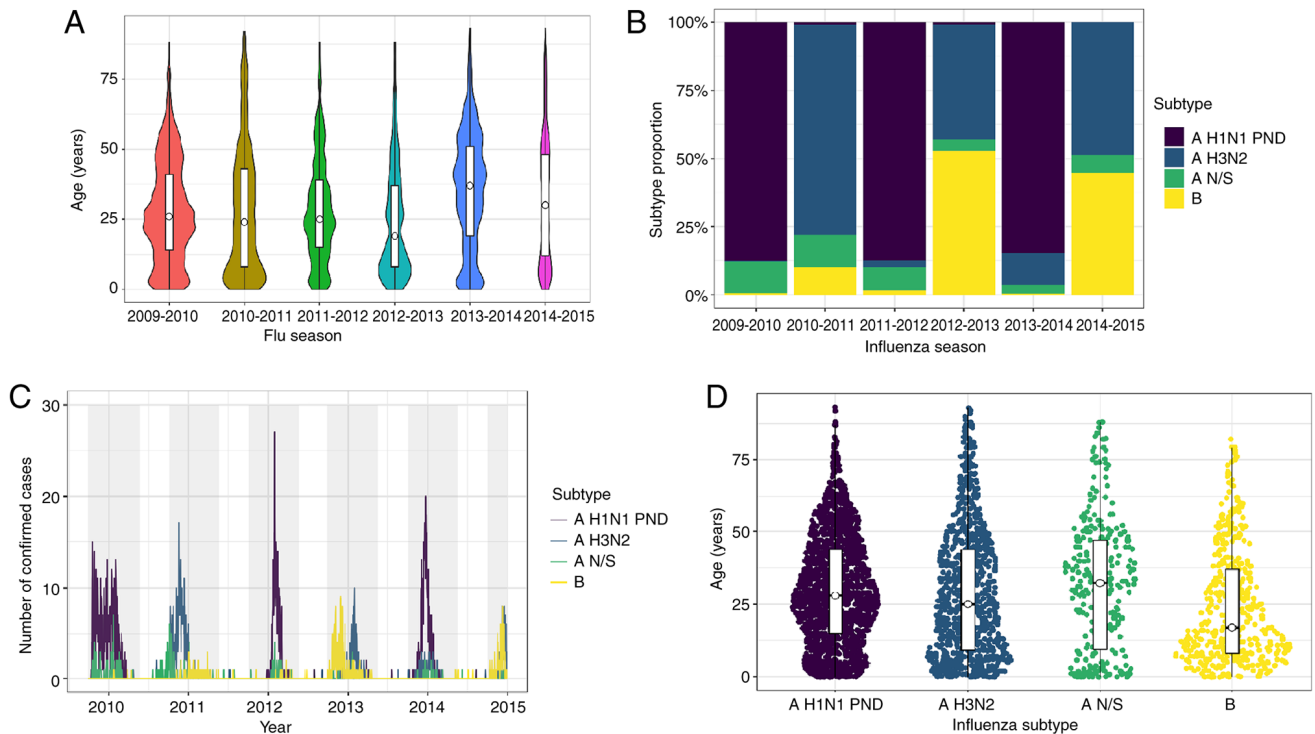 A
Age (years)
75
50
25
0
2009-2010 2010-2011 2011-2012 2012-2013 2013-2014 2014-2015
Flu season
B
Subtype proportion
100%
75%
50%
25%
0%
2009-2010 2010-2011 2011-2012 2012-2013 2013-2014 2014-2015
Influenza season
Subtype
A H1N1 PND
A H3N2
A N/S
B
C
Number of confirmed cases
30
20
10
0
2010 2011 2012 2013 2014 2015
Year
Subtype
A H1N1 PND
A H3N2
A N/S
B
D
Age (years)
75
50
25
0
A H1N1 PND A H3N2 A N/S B
Influenza subtype